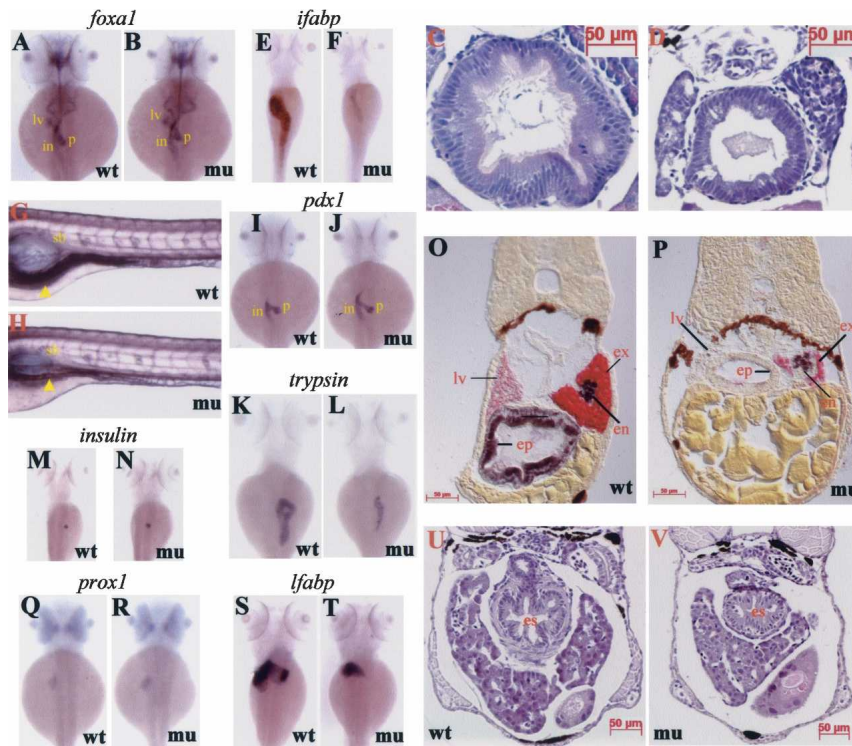 foxa1
A
B
lv
in
p
wt
lv
in
p
mu
ifabp
E
F
wt
mu
C
50 µm
D
50 µm
G
sb
wt
H
mu
pdx1
I
J
in
p
wt
in
p
mu
O
lv
ex
en
ep
wt
50 µm
P
lv
ex
ep
en
mu
50 µm
trypsin
K
L
wt
mu
insulin
M
N
wt
mu
prox1
Q
R
wt
mu
lfabp
S
T
wt
mu
U
es
wt
50 µm
V
es
mu
50 µm